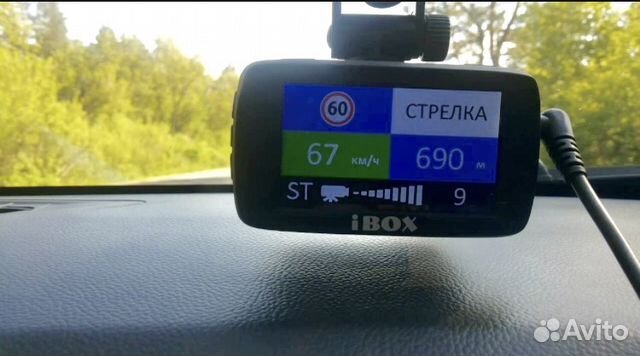 60 СТРЕЛКА
67 км/ч 690 м
ST 9
iBOX
Avito